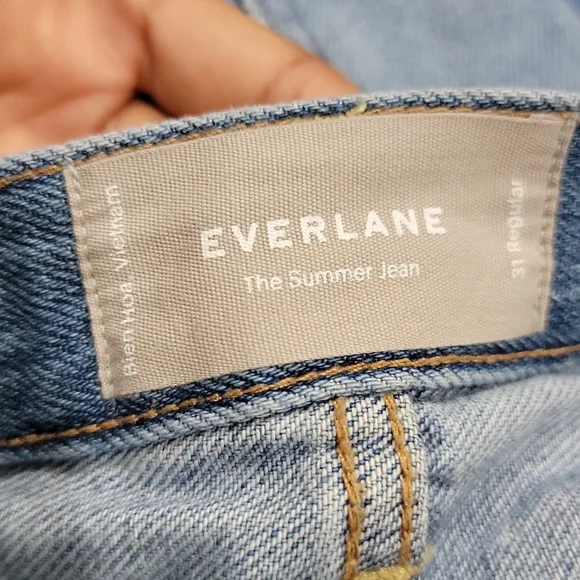 Bien Hoa, Vietnam
EVERLANE
The Summer Jean
31 Regular